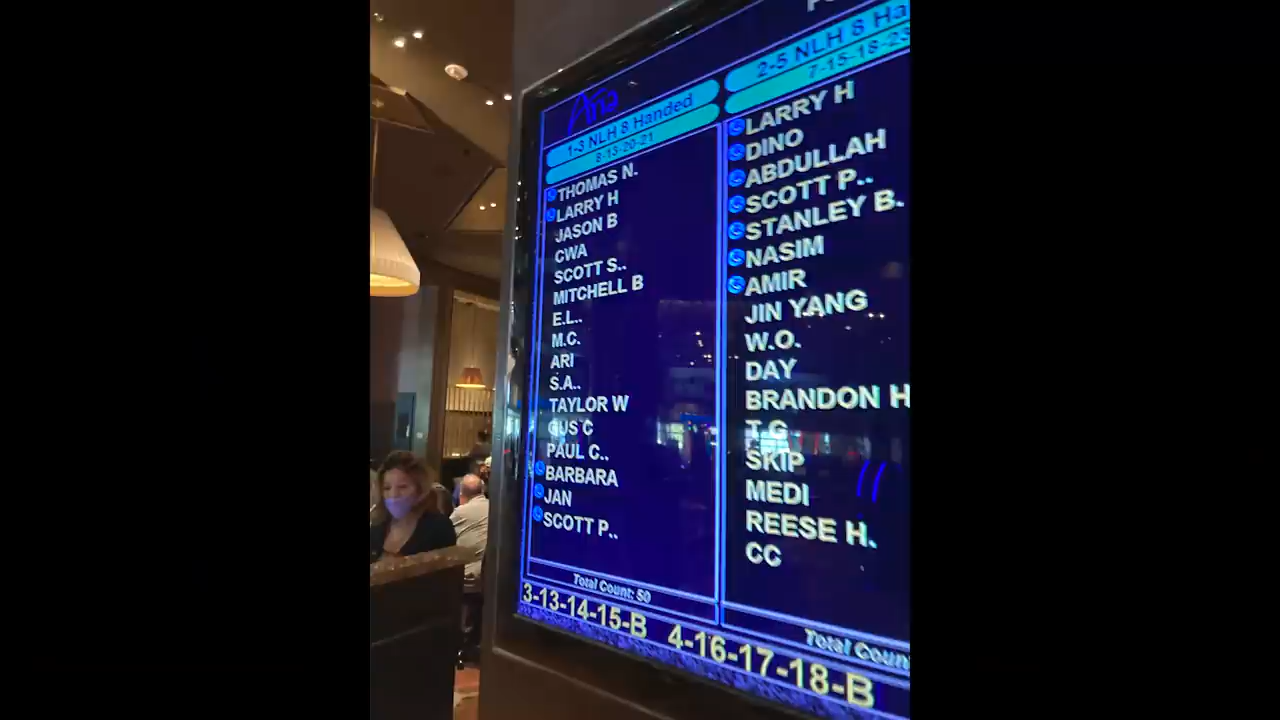 Aria
1-3 NLH 8 Handed
8-13-20-21
THOMAS N.
LARRY H
JASON B
CWA
SCOTT S..
MITCHELL B
E.L..
M.C.
ARI
S.A..
TAYLOR W
GUS C
PAUL C..
BARBARA
JAN
SCOTT P..
Total Count: 50
2-5 NLH 8 Ha
7-15-18-23
LARRY H
DINO
ABDULLAH
SCOTT P..
STANLEY B.
NASIM
AMIR
JIN YANG
W.O.
DAY
BRANDON H
T.G
SKIP
MEDI
REESE H.
CC
Total Coun
3-13-14-15-B 4-16-17-18-B